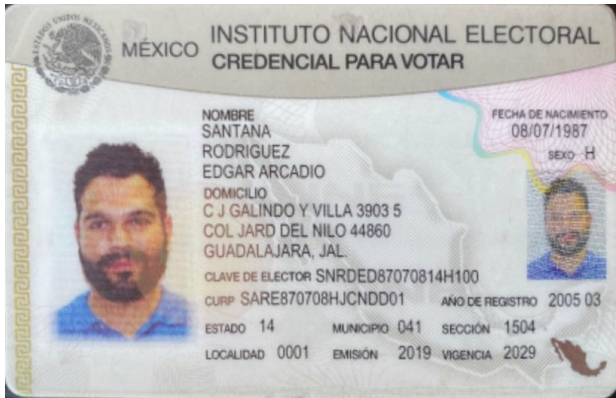 MÉXICO INSTITUTO NACIONAL ELECTORAL
CREDENCIAL PARA VOTAR
NOMBRE
SANTANA
RODRIGUEZ
EDGAR ARCADIO
FECHA DE NACIMIENTO
08/07/1987
SEXO H
DOMICILIO
C J GALINDO Y VILLA 3903 5
COL JARD DEL NILO 44860
GUADALAJARA, JAL.
CLAVE DE ELECTOR SNRDED87070814H100
CURP SARE870708HJCNDD01 AÑO DE REGISTRO 2005 03
ESTADO 14 MUNICIPIO 041 SECCIÓN 1504
LOCALIDAD 0001 EMISIÓN 2019 VIGENCIA 2029